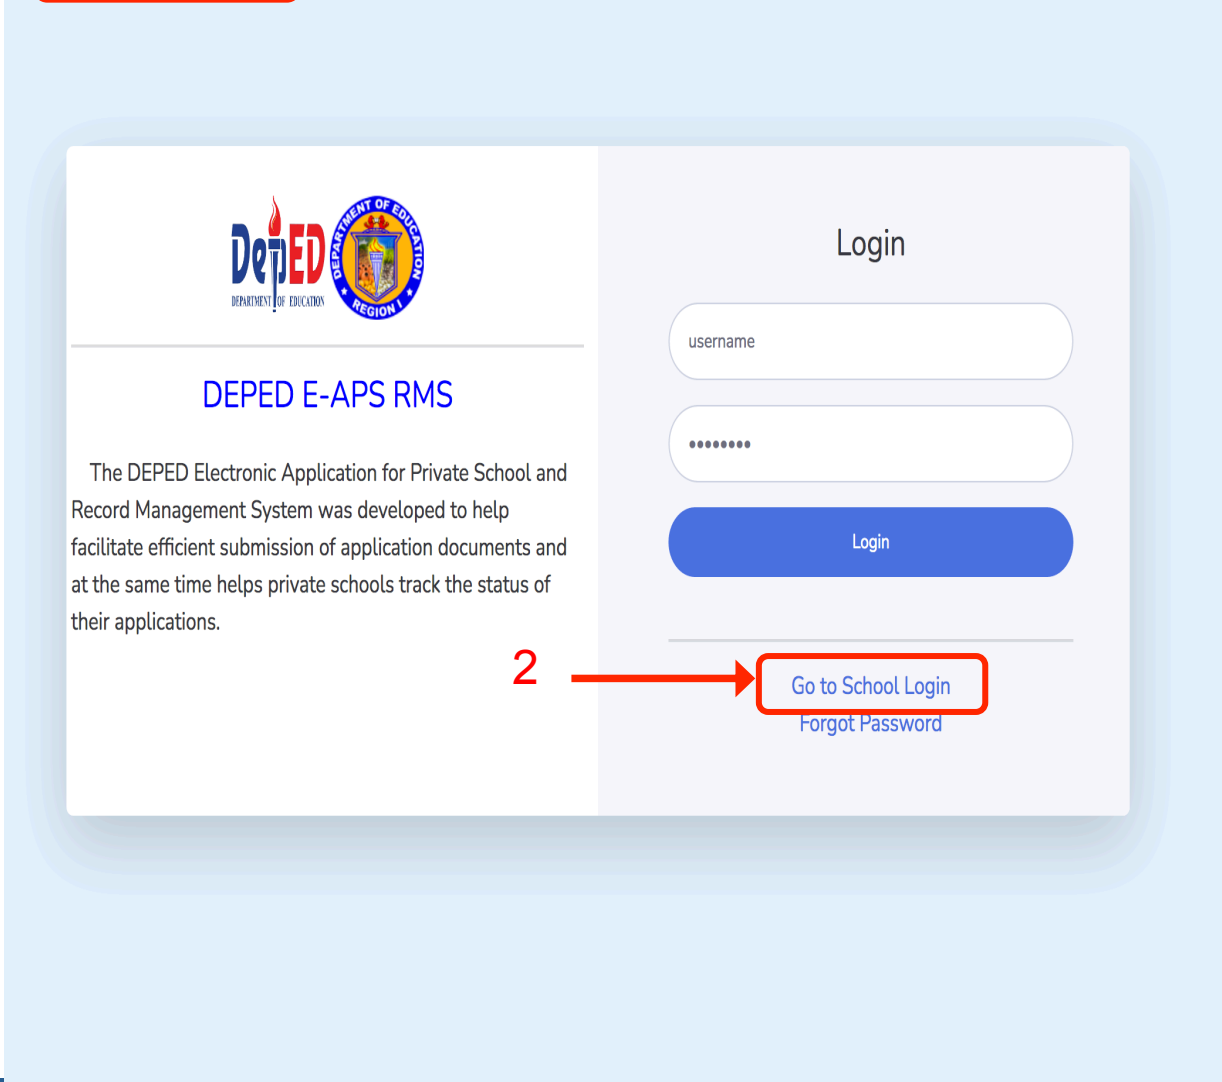 DepED
DEPARTMENT OF EDUCATION
DEPARTMENT OF EDUCATION
REGION I
DEPED E-APS RMS
The DEPED Electronic Application for Private School and
Record Management System was developed to help
facilitate efficient submission of application documents and
at the same time helps private schools track the status of
their applications.
Login
username
Login
2
Go to School Login
Forgot Password